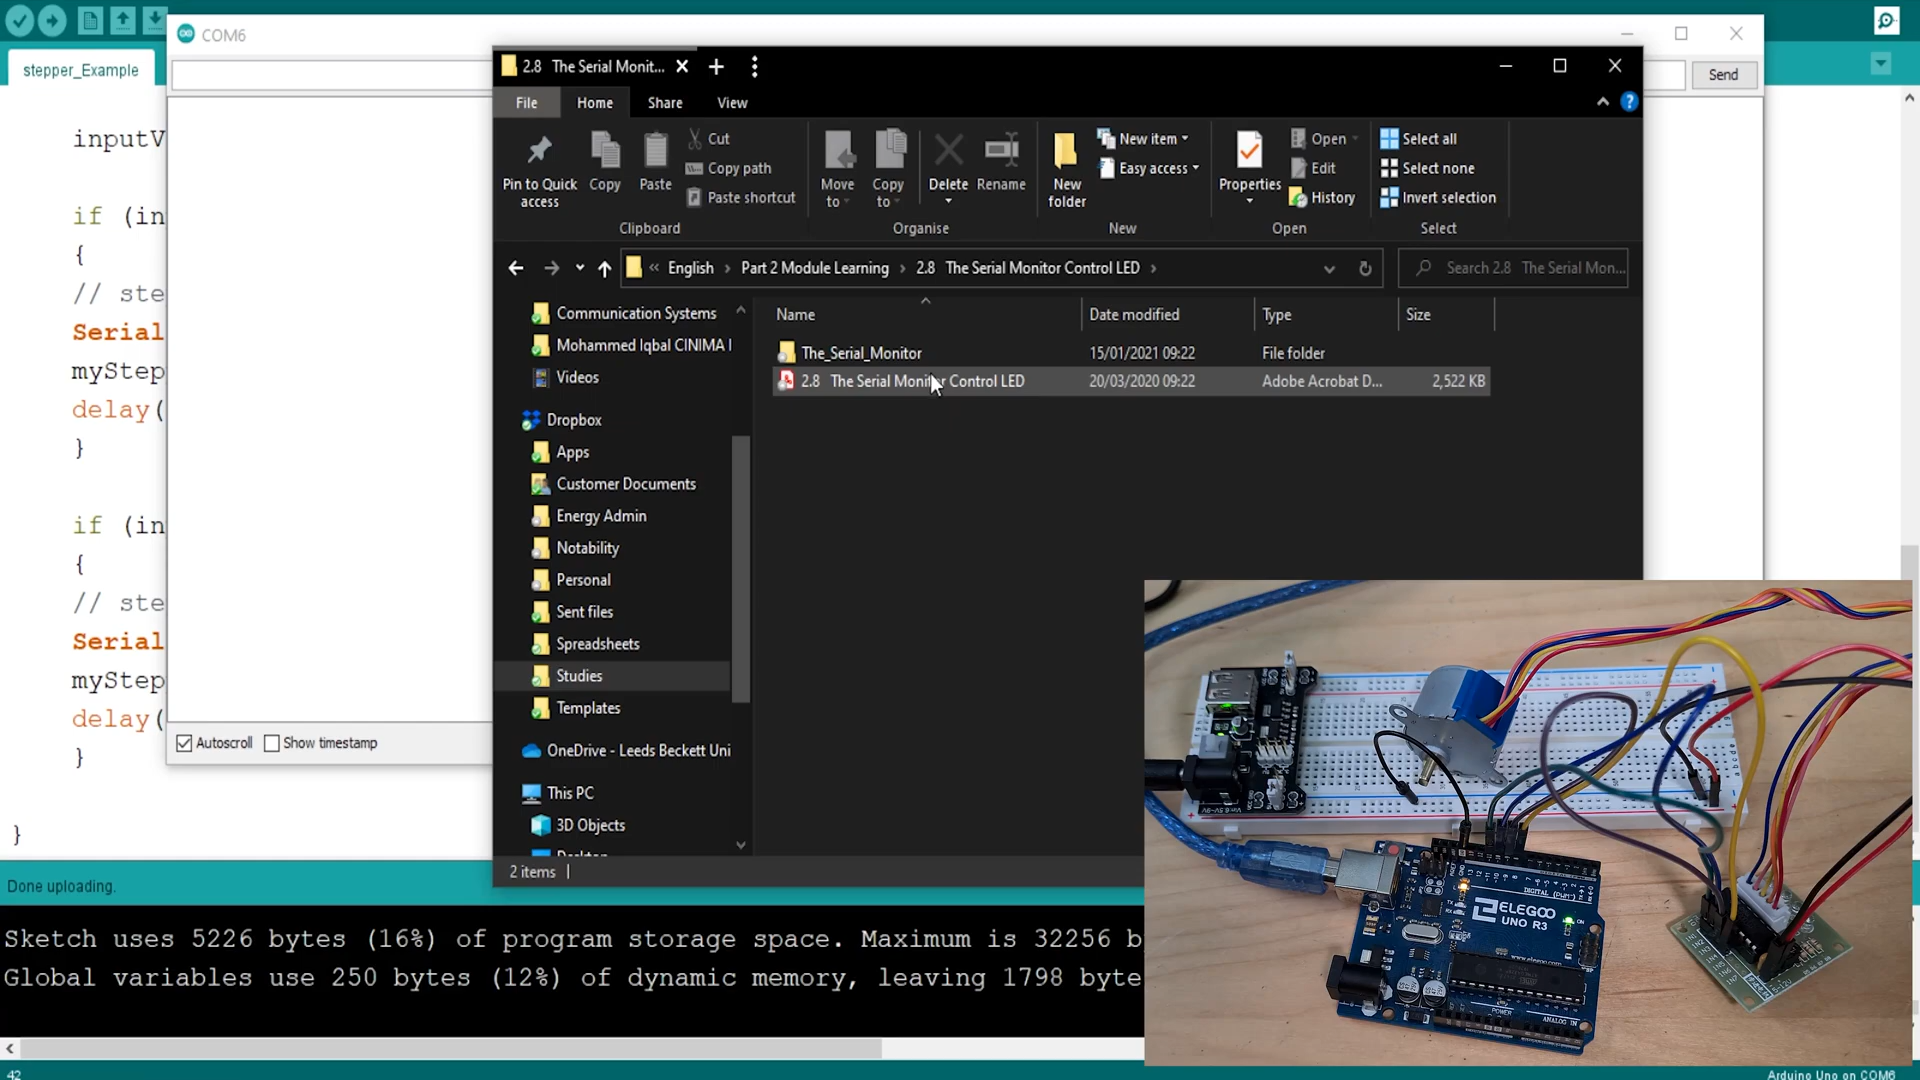 COM6
stepper_Example
Send
2.8 The Serial Monit...
File
Home
Share
View
Pin to Quick access
Copy
Paste
Cut
Copy path
Paste shortcut
Move to
Copy to
Delete
Rename
New folder
New item
Easy access
Properties
Open
Edit
History
Select all
Select none
Invert selection
Clipboard
Organise
New
Open
Select
« English › Part 2 Module Learning › 2.8 The Serial Monitor Control LED ›
Search 2.8 The Serial Mon...
Name
Date modified
Type
Size
The_Serial_Monitor
15/01/2021 09:22
File folder
2.8 The Serial Monitor Control LED
20/03/2020 09:22
Adobe Acrobat D...
2,522 KB
Communication Systems
Mohammed Iqbal CINIMA
Videos
Dropbox
Apps
Customer Documents
Energy Admin
Notability
Personal
Sent files
Spreadsheets
Studies
Templates
OneDrive - Leeds Beckett Uni
This PC
3D Objects
Desktop
2 items
inputV
if (in
{
// ste
Serial
myStep
delay(
}
if (in
{
// ste
Serial
myStep
delay(
}
}
Autoscroll
Show timestamp
Done uploading.
Sketch uses 5226 bytes (16%) of program storage space. Maximum is 32256 b
Global variables use 250 bytes (12%) of dynamic memory, leaving 1798 byte
42
Arduino Uno on COM6
ELEGOO
UNO R3
DIGITAL (PWM~)
POWER
ANALOG IN